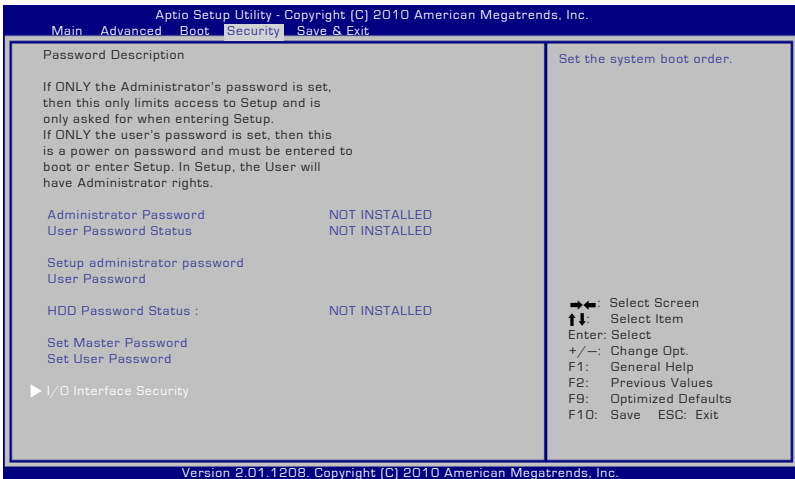 Aptio Setup Utility - Copyright (C) 2010 American Megatrends, Inc.
Main Advanced Boot Security Save & Exit
Password Description
If ONLY the Administrator's password is set,
then this only limits access to Setup and is
only asked for when entering Setup.
If ONLY the user's password is set, then this
is a power on password and must be entered to
boot or enter Setup. In Setup, the User will
have Administrator rights.
Administrator Password NOT INSTALLED
User Password Status NOT INSTALLED
Setup administrator password
User Password
HDD Password Status : NOT INSTALLED
Set Master Password
Set User Password
I/O Interface Security
Set the system boot order.
→←: Select Screen
↑↓: Select Item
Enter: Select
+/—: Change Opt.
F1: General Help
F2: Previous Values
F9: Optimized Defaults
F10: Save ESC: Exit
Version 2.01.1208. Copyright (C) 2010 American Megatrends, Inc.